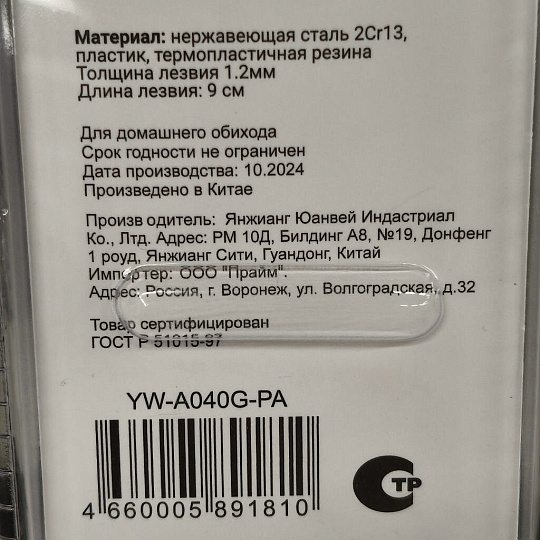 Материал: нержавеющая сталь 2Cr13,
пластик, термопластичная резина
Толщина лезвия 1.2мм
Длина лезвия: 9 см
Для домашнего обихода
Срок годности не ограничен
Дата производства: 10.2024
Произведено в Китае
Произв одитель: Янжианг Юанвей Индастриал
Ко., Лтд. Адрес: РМ 10Д, Билдинг А8, №19, Донфенг
1 роуд, Янжианг Сити, Гуандонг, Китай
Импортер: ООО "Прайм".
Адрес: Россия, г. Воронеж, ул. Волгоградская, д.32
Товар сертифицирован
ГОСТ Р 51015-97
YW-A040G-PA
4 660005 891810
ТР